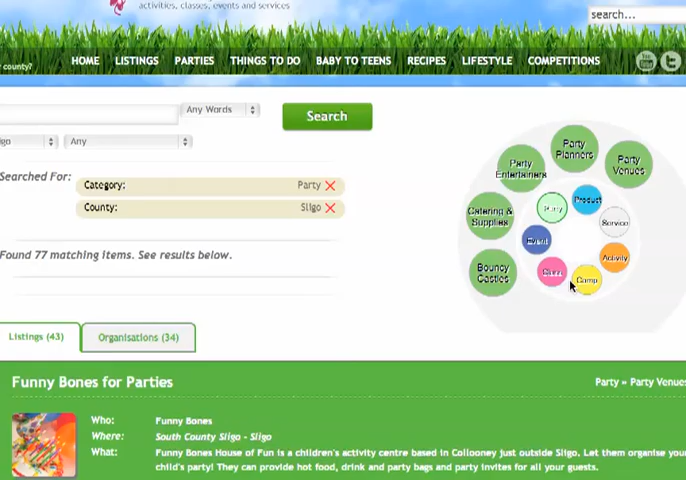 activities, classes, events and services
search...
county?
HOME LISTINGS PARTIES THINGS TO DO BABY TO TEENS RECIPES LIFESTYLE COMPETITIONS
Any Words
Search
go Any
Searched For:
Category: Party
County: Sligo
Found 77 matching items. See results below.
Party Planners
Party Entertainers
Party Venues
Catering & Supplies
Bouncy Castles
Party
Product
Service
Event
Activity
Class
Camp
Listings (43) Organisations (34)
Funny Bones for Parties Party » Party Venues
Who: Funny Bones
Where: South County Sligo - Sligo
What: Funny Bones House of Fun is a children's activity centre based in Collooney just outside Sligo. Let them organise your
child's party! They can provide hot food, drink and party bags and party invites for all your guests.